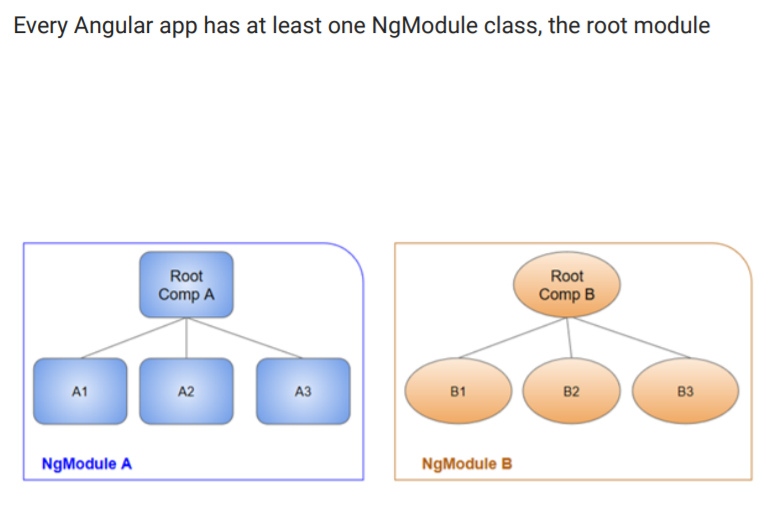 Every Angular app has at least one NgModule class, the root module
Root
Comp A
A1
A2
A3
NgModule A
Root
Comp B
B1
B2
B3
NgModule B